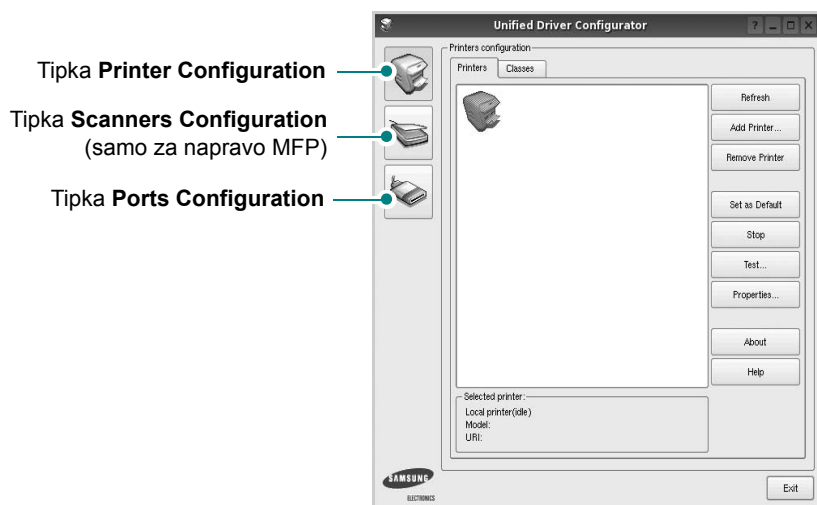 Unified Driver Configurator
Tipka Printer Configuration
Tipka Scanners Configuration
(samo za napravo MFP)
Tipka Ports Configuration
Printers configuration
Printers
Classes
Refresh
Add Printer...
Remove Printer
Set as Default
Stop
Test...
Properties...
About
Help
Selected printer:
Local printer(idle)
Model:
URI:
SAMSUNG
ELECTRONICS
Exit